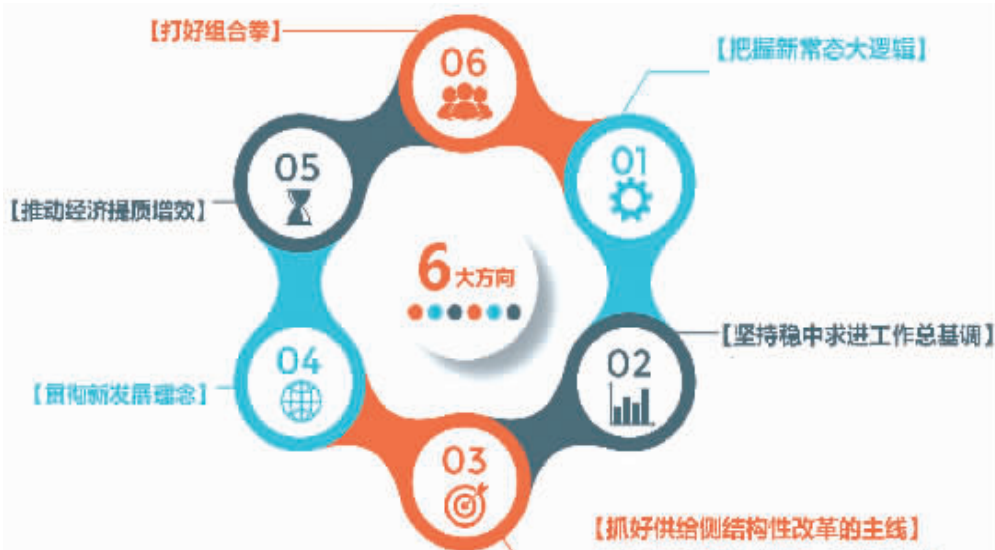 【打好组合拳】
06
【把握新常态大逻辑】
01
05
【推动经济提质增效】
6大方向
【坚持稳中求进工作总基调】
02
04
【贯彻新发展理念】
03
【抓好供给侧结构性改革的主线】